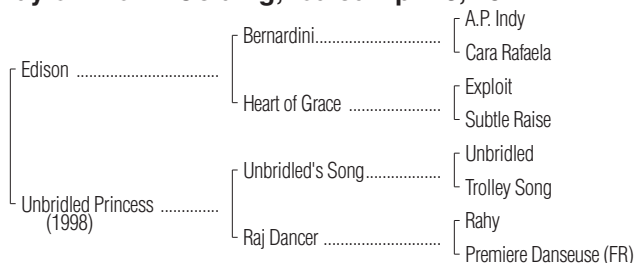 A.P. Indy
Bernardini
Cara Rafaela
Edison
Exploit
Heart of Grace
Subtle Raise
Unbridled
Unbridled's Song
Trolley Song
Unbridled Princess
(1998)
Rahy
Raj Dancer
Premiere Danseuse (FR)